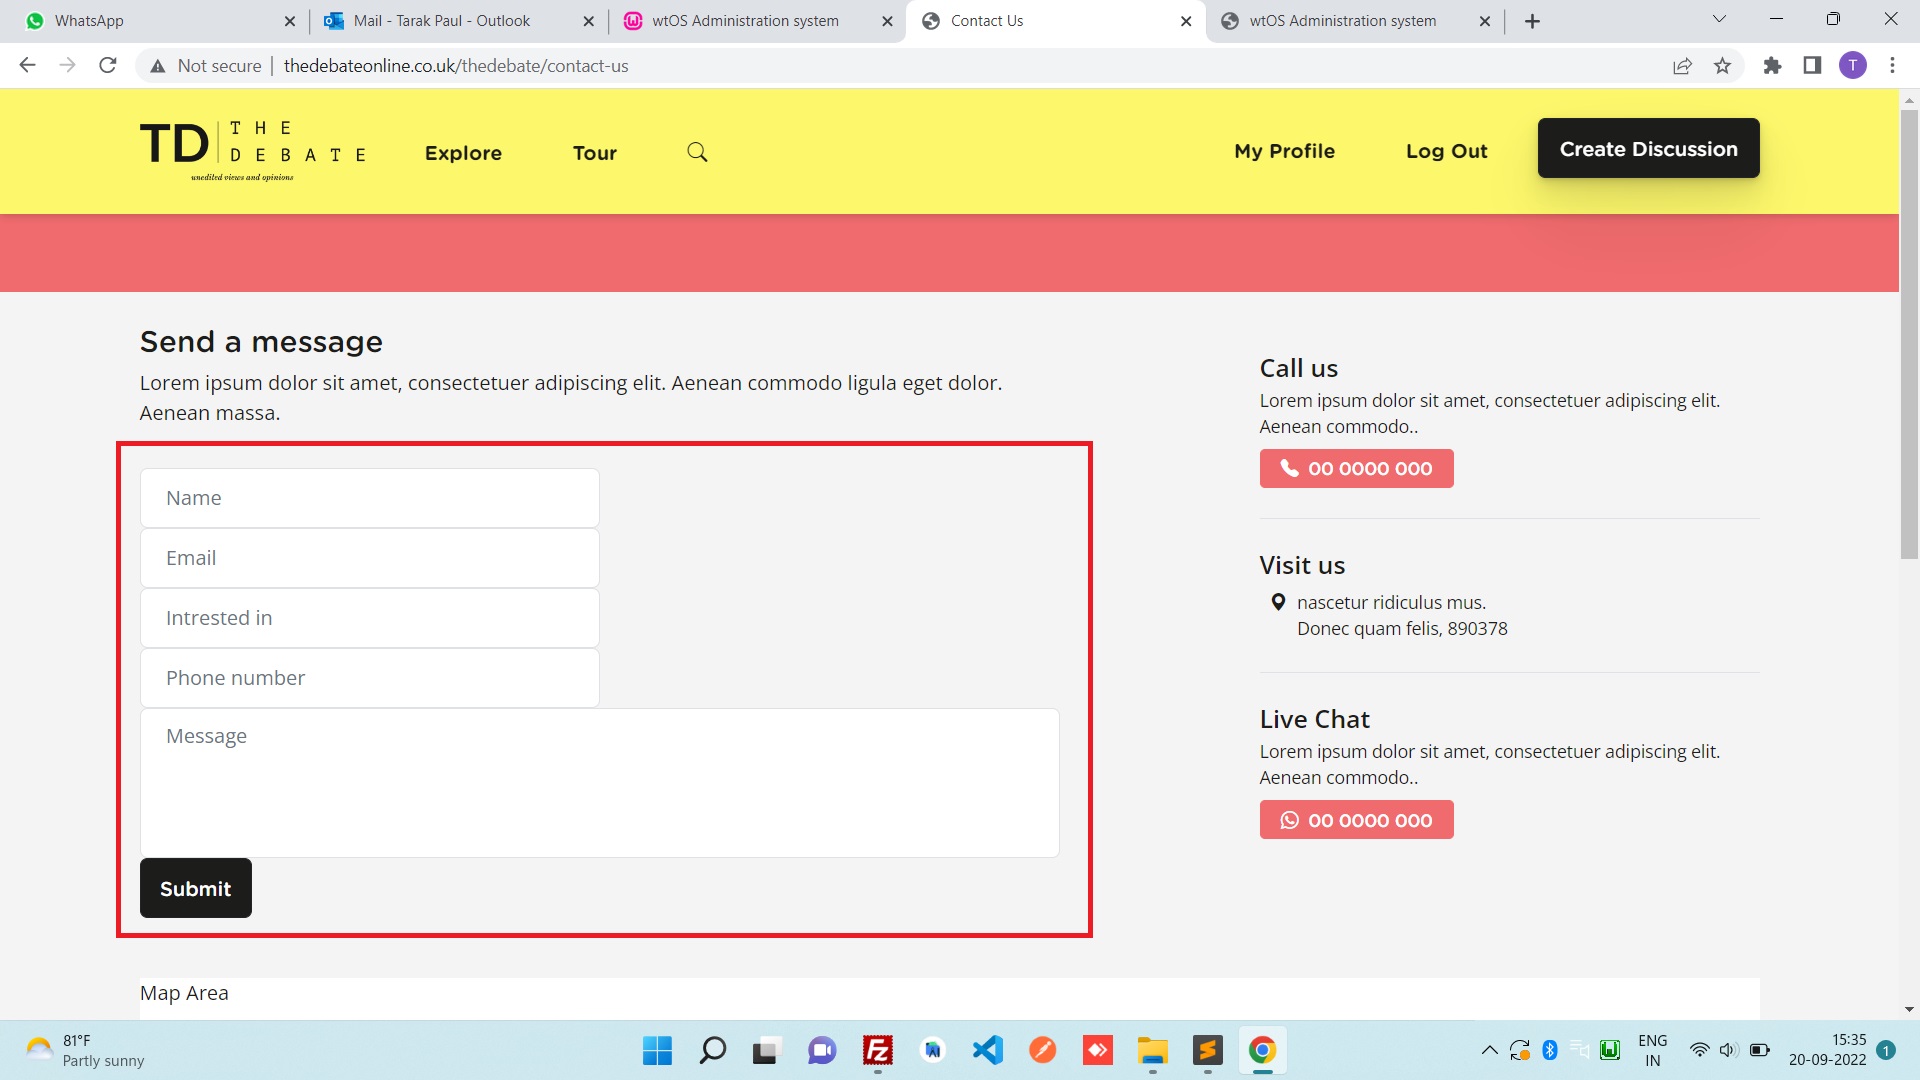 WhatsApp
Mail - Tarak Paul - Outlook
wtOS Administration system
Contact Us
wtOS Administration system
Not secure
thedebateonline.co.uk/thedebate/contact-us
T
TD
THE
DEBATE
unedited views and opinions
Explore
Tour
My Profile
Log Out
Create Discussion
Send a message
Lorem ipsum dolor sit amet, consectetuer adipiscing elit. Aenean commodo ligula eget dolor.
Aenean massa.
Name
Email
Intrested in
Phone number
Message
Submit
Call us
Lorem ipsum dolor sit amet, consectetuer adipiscing elit.
Aenean commodo..
00 0000 000
Visit us
nascetur ridiculus mus.
Donec quam felis, 890378
Live Chat
Lorem ipsum dolor sit amet, consectetuer adipiscing elit.
Aenean commodo..
00 0000 000
Map Area
81°F
Partly sunny
Fz
ENG
IN
15:35
20-09-2022
1